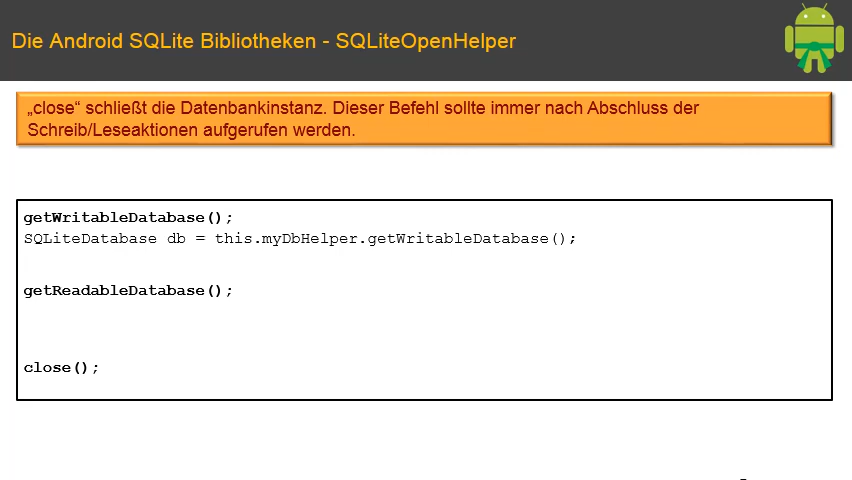 Die Android SQLite Bibliotheken - SQLiteOpenHelper
„close“ schließt die Datenbankinstanz. Dieser Befehl sollte immer nach Abschluss der
Schreib/Leseaktionen aufgerufen werden.
getWritableDatabase();
SQLiteDatabase db = this.myDbHelper.getWritableDatabase();
getReadableDatabase();
close();